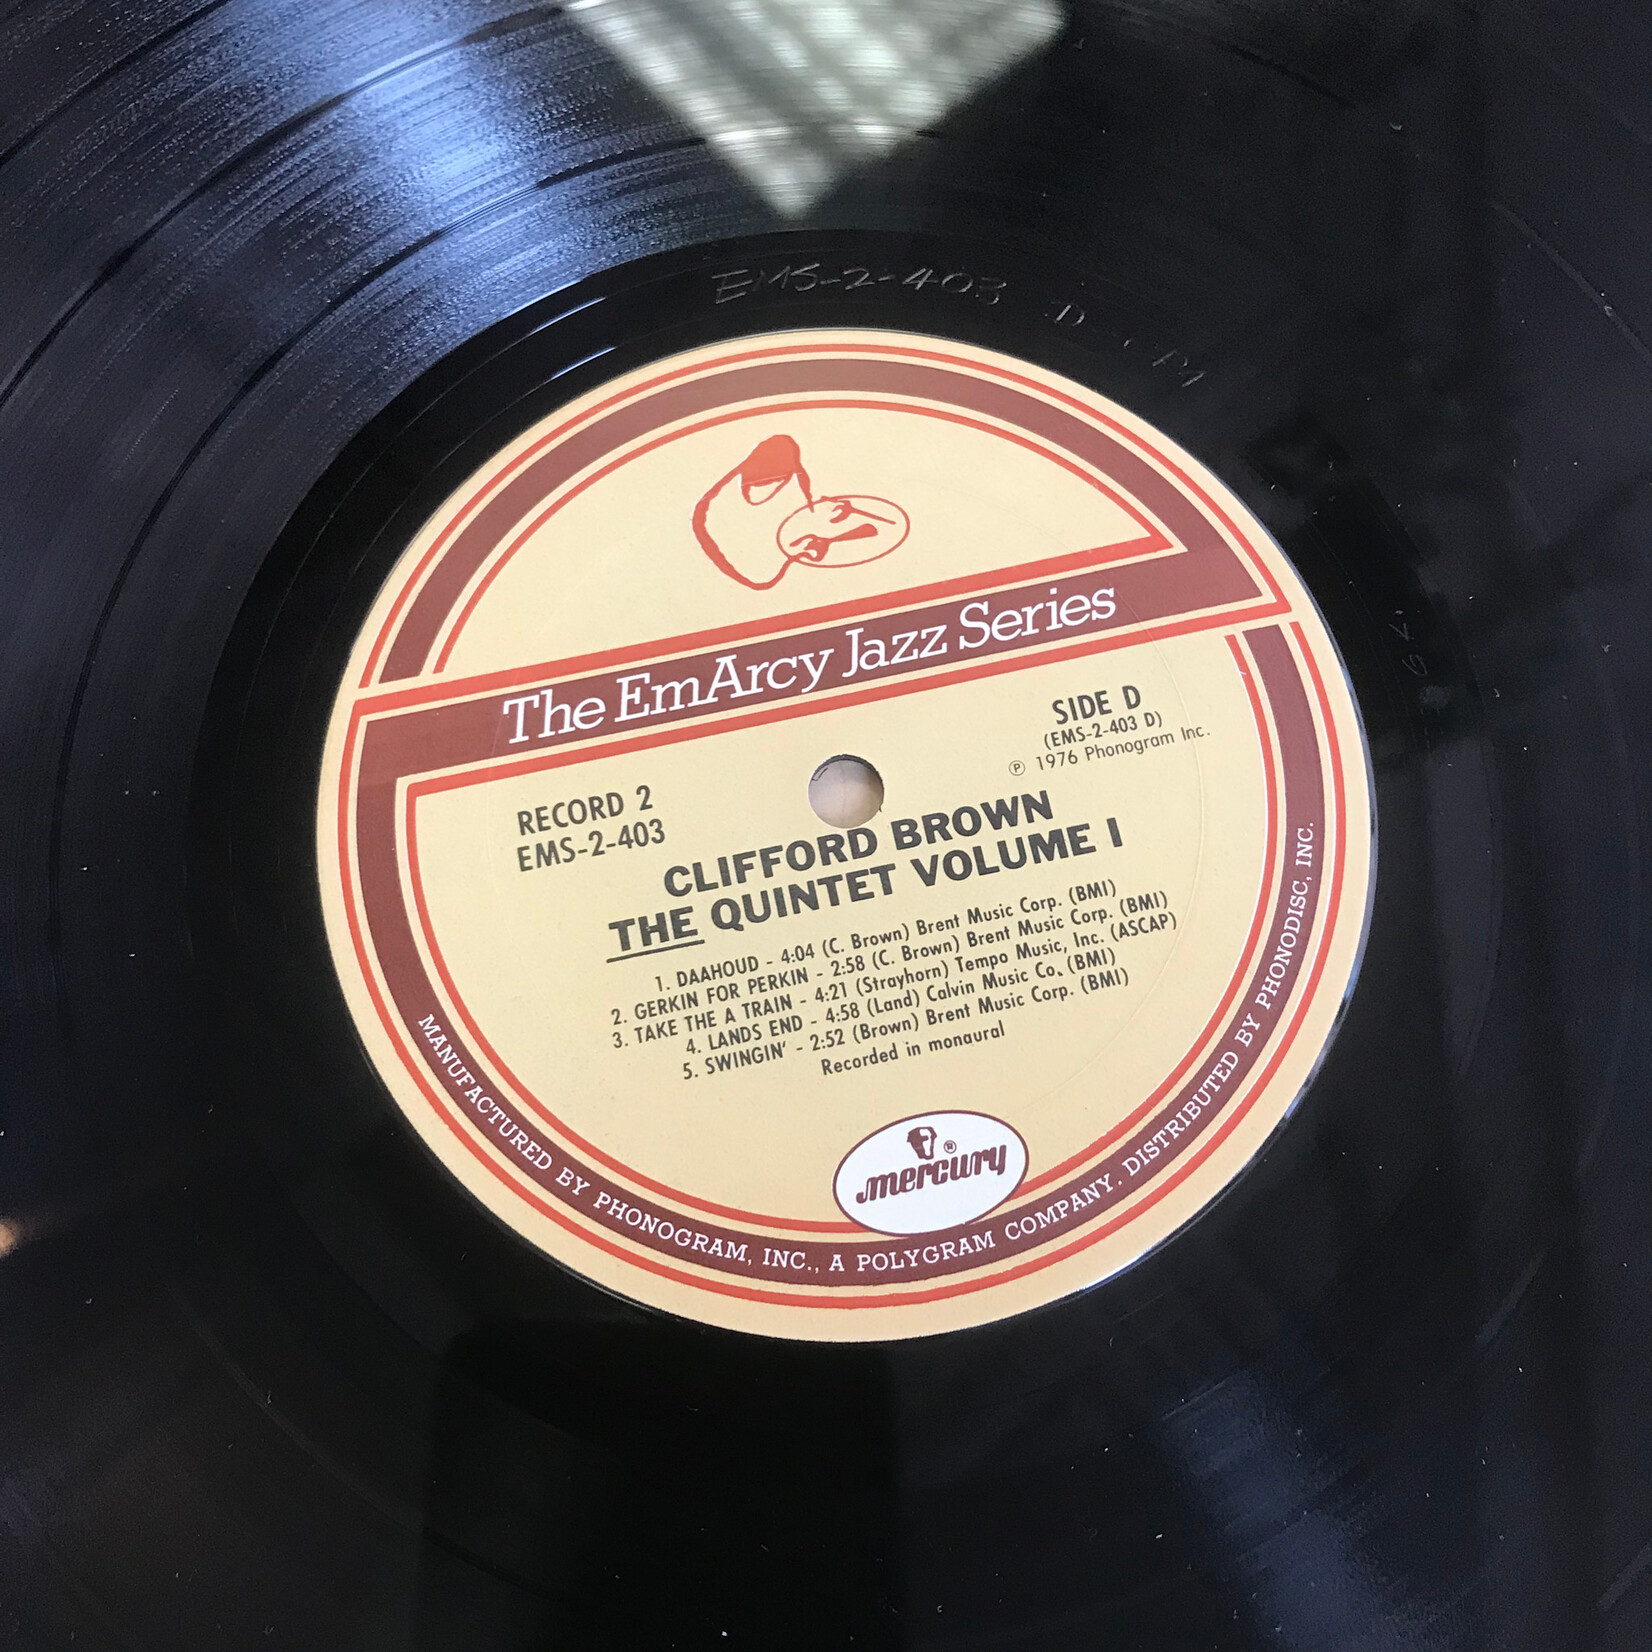 EMS-2-403 D
The EmArcy Jazz Series
SIDE D
(EMS-2-403 D)
℗ 1976 Phonogram Inc.
RECORD 2
EMS-2-403
CLIFFORD BROWN
THE QUINTET VOLUME I
1. DAAHOUD - 4:04 (C. Brown) Brent Music Corp. (BMI)
2. GERKIN FOR PERKIN - 2:58 (C. Brown) Brent Music Corp. (BMI)
3. TAKE THE A TRAIN - 4:21 (Strayhorn) Tempo Music, Inc. (ASCAP)
4. LANDS END - 4:58 (Land) Calvin Music Co. (BMI)
5. SWINGIN' - 2:52 (Brown) Brent Music Corp. (BMI)
Recorded in monaural
mercury ®
MANUFACTURED BY PHONOGRAM, INC., A POLYGRAM COMPANY, DISTRIBUTED BY PHONODISC, INC.